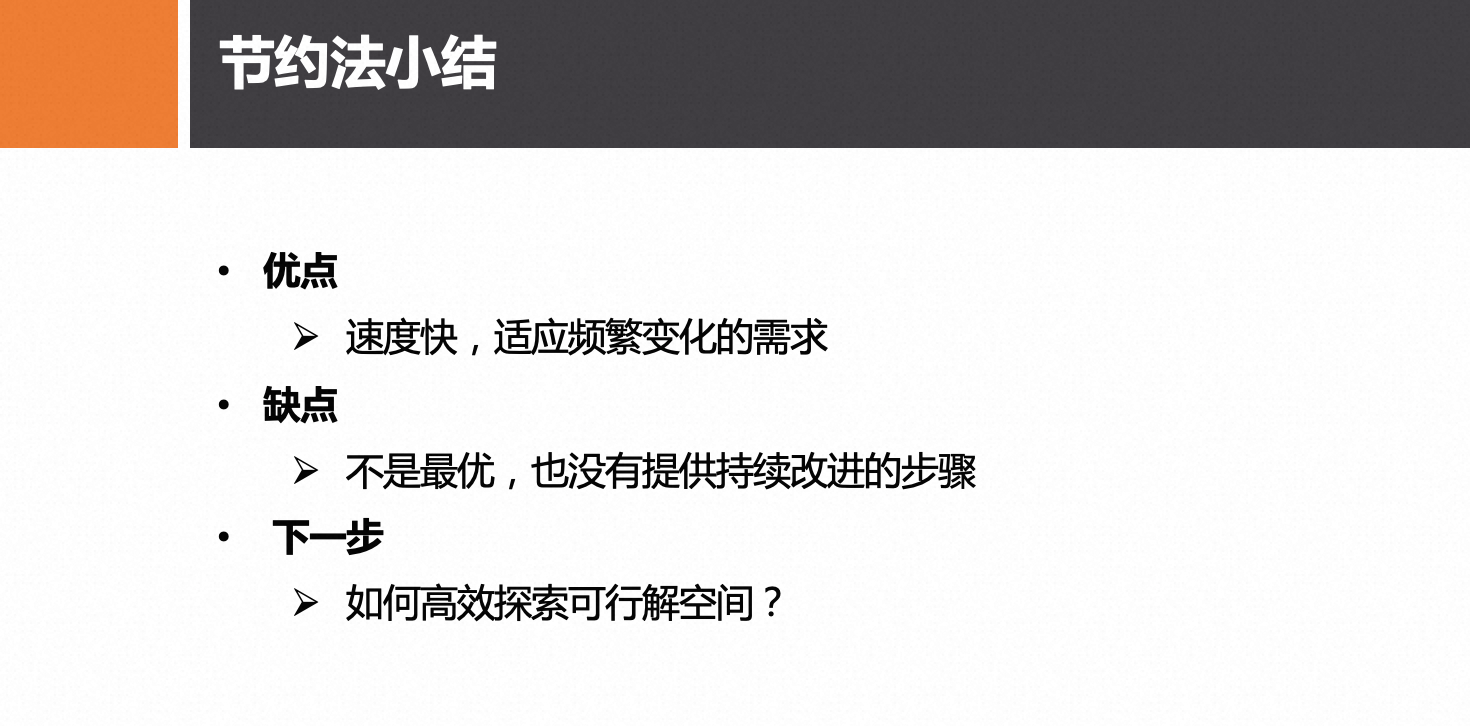 节约法小结
• 优点
➢ 速度快，适应频繁变化的需求
• 缺点
➢ 不是最优，也没有提供持续改进的步骤
• 下一步
➢ 如何高效探索可行解空间？